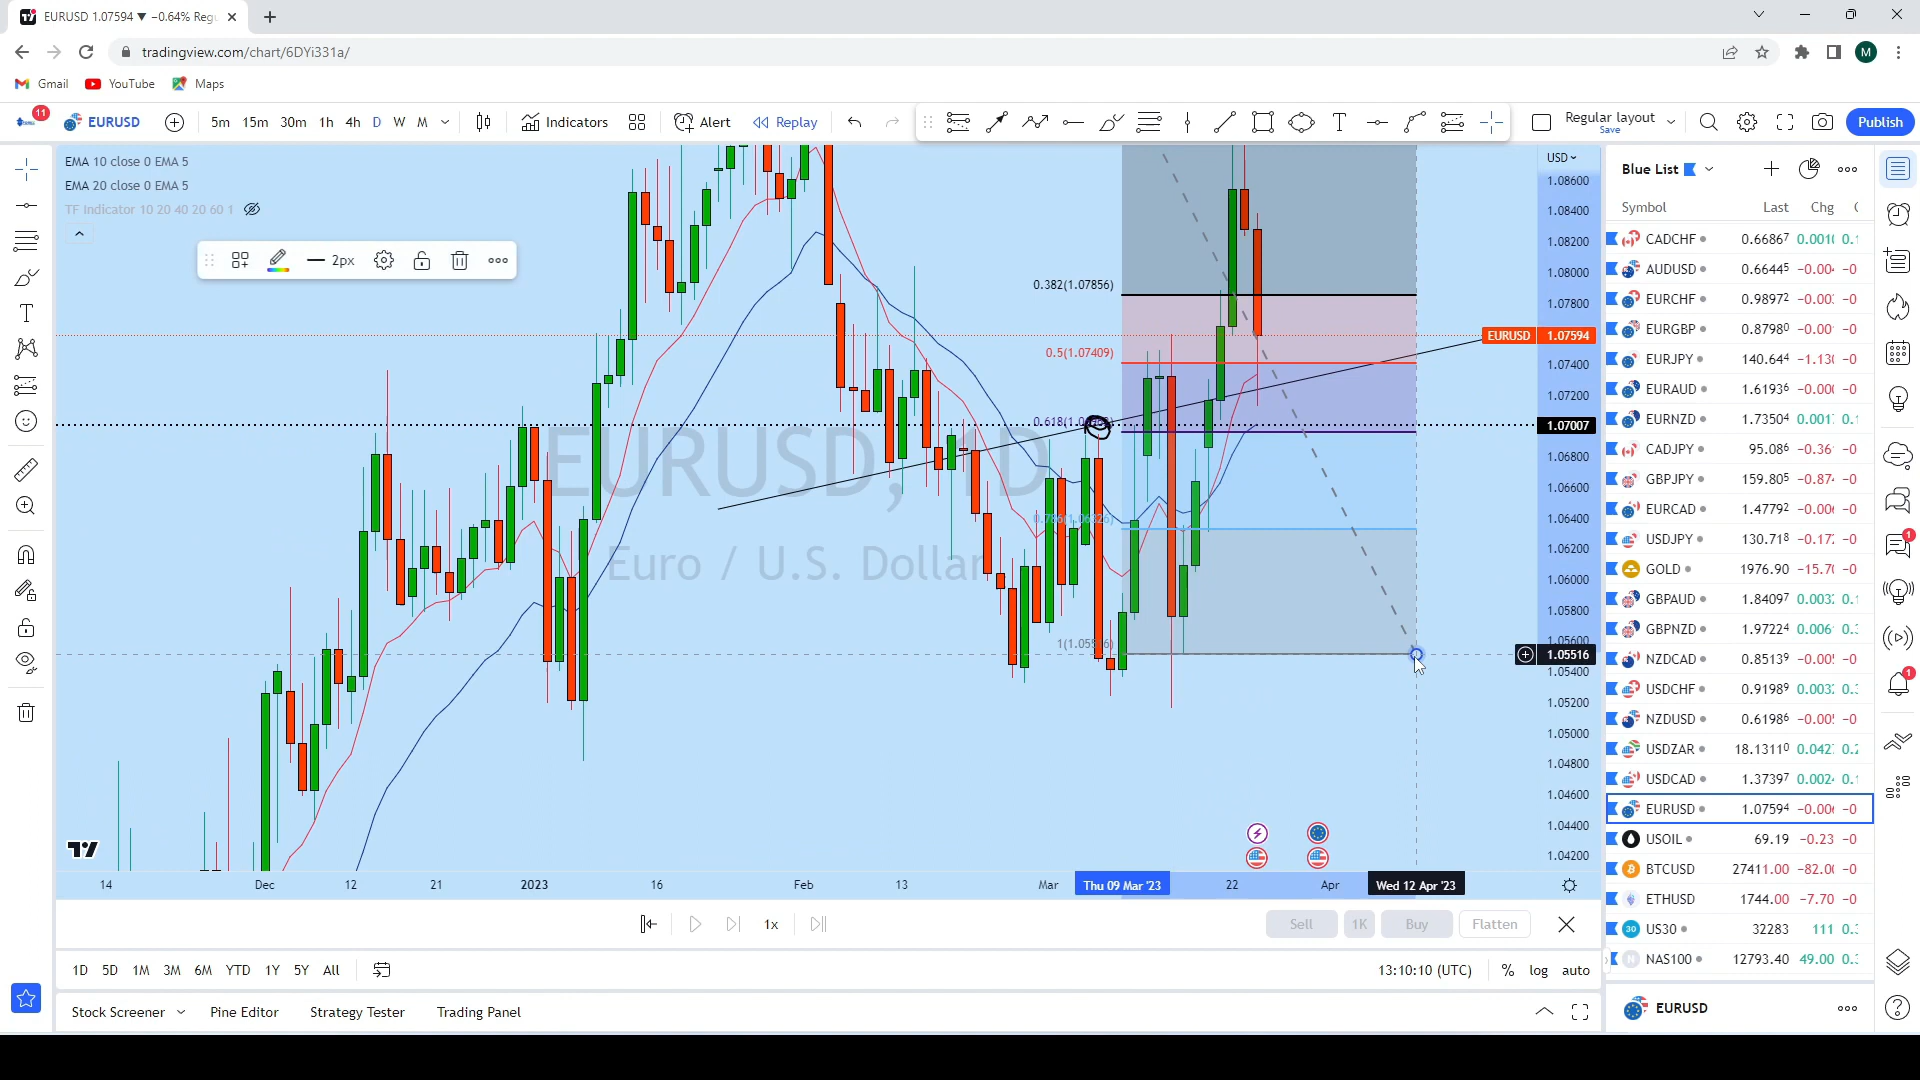 EURUSD 1.07594 ▼ −0.64% Regu
tradingview.com/chart/6DYi331a/
M
Gmail YouTube Maps
11
EURUSD 5m 15m 30m 1h 4h D W M Indicators Alert Replay Regular layout Save Publish
EMA 10 close 0 EMA 5
EMA 20 close 0 EMA 5
TF Indicator 10 20 40 20 60 1
2px
EURUSD, 1D
Euro / U.S. Dollar
0.382(1.07856)
0.5(1.07409)
USD
1.08600
1.08400
1.08200
1.08000
1.07800
EURUSD 1.07594
1.07400
1.07200
1.07007
1.06800
1.06600
1.06400
1.06200
1.06000
1.05800
1.05600
1.05516
1.05400
1.05200
1.05000
1.04800
1.04600
1.04400
1.04200
14 Dec 12 21 2023 16 Feb 13 Mar Thu 09 Mar '23 22 Apr Wed 12 Apr '23
1x Sell 1K Buy Flatten
1D 5D 1M 3M 6M YTD 1Y 5Y All 13:10:10 (UTC) % log auto
Stock Screener Pine Editor Strategy Tester Trading Panel
Blue List
Symbol Last Chg
CADCHF 0.66867
AUDUSD 0.66445
EURCHF 0.98972
EURGBP 0.87980
EURJPY 140.644
EURAUD 1.61936
EURNZD 1.73504
CADJPY 95.086
GBPJPY 159.805
EURCAD 1.47792
USDJPY 130.718
GOLD 1976.90
GBPAUD 1.84097
GBPNZD 1.97224
NZDCAD 0.85139
USDCHF 0.91989
NZDUSD 0.61986
USDZAR 18.13110
USDCAD 1.37397
EURUSD 1.07594
USOIL 69.19 -0.23
BTCUSD 27411.00 -82.00
ETHUSD 1744.00 -7.70
US30 32283 111
NAS100 12793.40 49.00
EURUSD
1
1